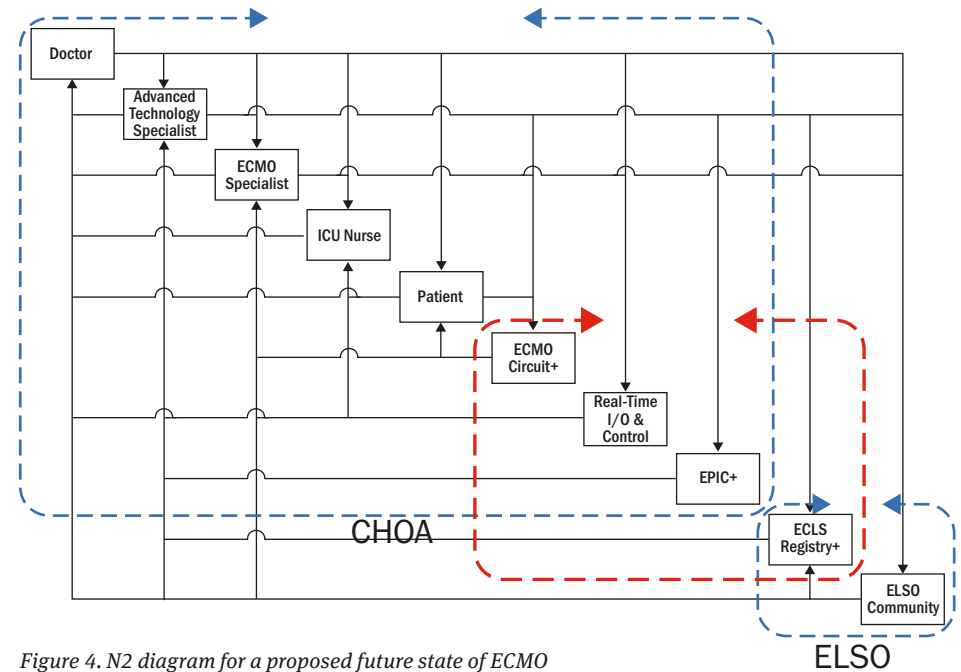 Doctor
Advanced
Technology
Specialist
ECMO
Specialist
ICU Nurse
Patient
ECMO
Circuit+
Real-Time
I/O &
Control
EPIC+
CHOA
ECLS
Registry+
ELSO
Community
ELSO
Figure 4. N2 diagram for a proposed future state of ECMO